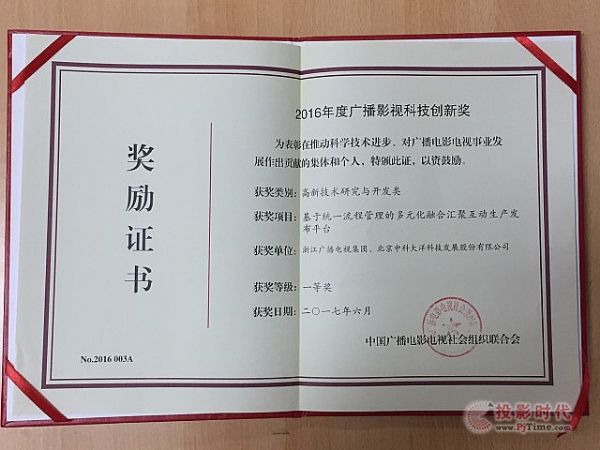 奖励证书
No.2016 003A
2016年度广播影视科技创新奖
为表彰在推动科学技术进步、对广播电影电视事业发
展作出贡献的集体和个人，特颁此证，以资鼓励。
获奖类别：高新技术研究与开发类
获奖项目：基于统一流程管理的多元化融合汇聚互动生产发
布平台
获奖单位：浙江广播电视集团、北京中科大洋科技发展股份有限公司
获奖等级：一等奖
获奖日期：二〇一七年六月
中国广播电影电视社会组织联合会
投影时代
www.PjTime.com